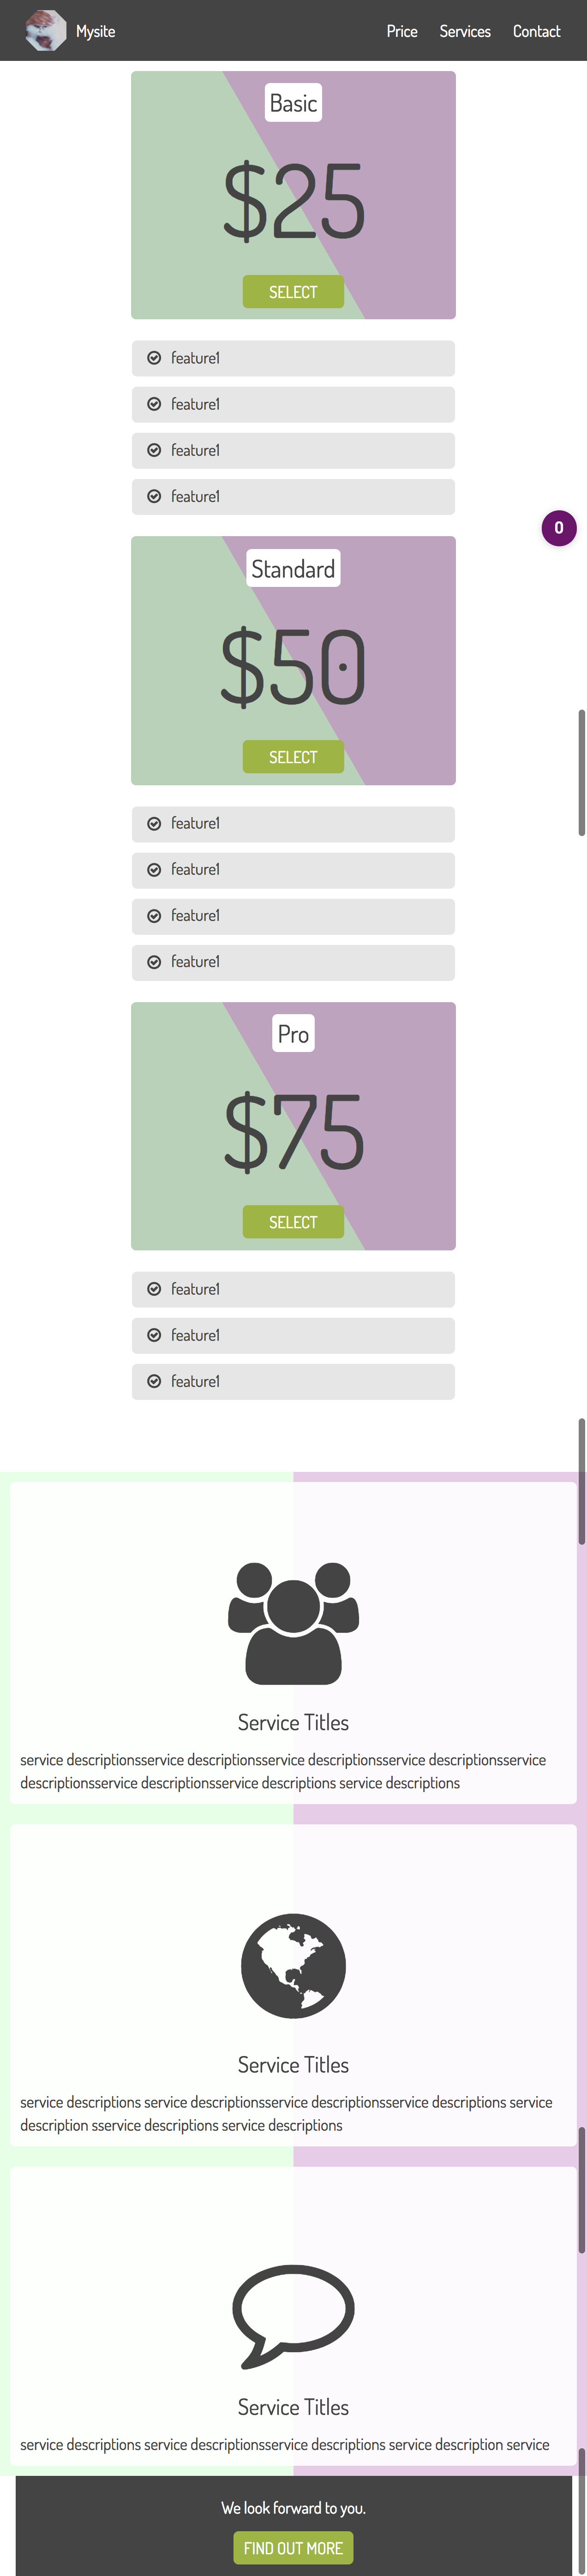 Mysite
Price Services Contact
Basic
$25
SELECT
feature1
feature1
feature1
feature1
0
Standard
$50
SELECT
feature1
feature1
feature1
feature1
Pro
$75
SELECT
feature1
feature1
feature1
Service Titles
service descriptionsservice descriptionsservice descriptionsservice descriptionsservice
descriptionsservice descriptionsservice descriptions service descriptions
Service Titles
service descriptions service descriptionsservice descriptionsservice descriptions service
description sservice descriptions service descriptions
Service Titles
service descriptions service descriptionsservice descriptions service description service
We look forward to you.
FIND OUT MORE